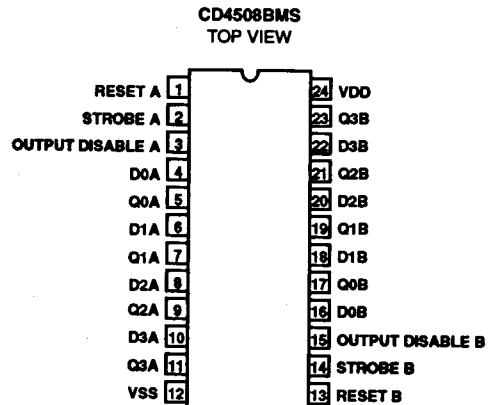 CD4508BMS
TOP VIEW
RESET A 1
STROBE A 2
OUTPUT DISABLE A 3
D0A 4
Q0A 5
D1A 6
Q1A 7
D2A 8
Q2A 9
D3A 10
Q3A 11
VSS 12
24 VDD
23 Q3B
22 D3B
21 Q2B
20 D2B
19 Q1B
18 D1B
17 Q0B
16 D0B
15 OUTPUT DISABLE B
14 STROBE B
13 RESET B